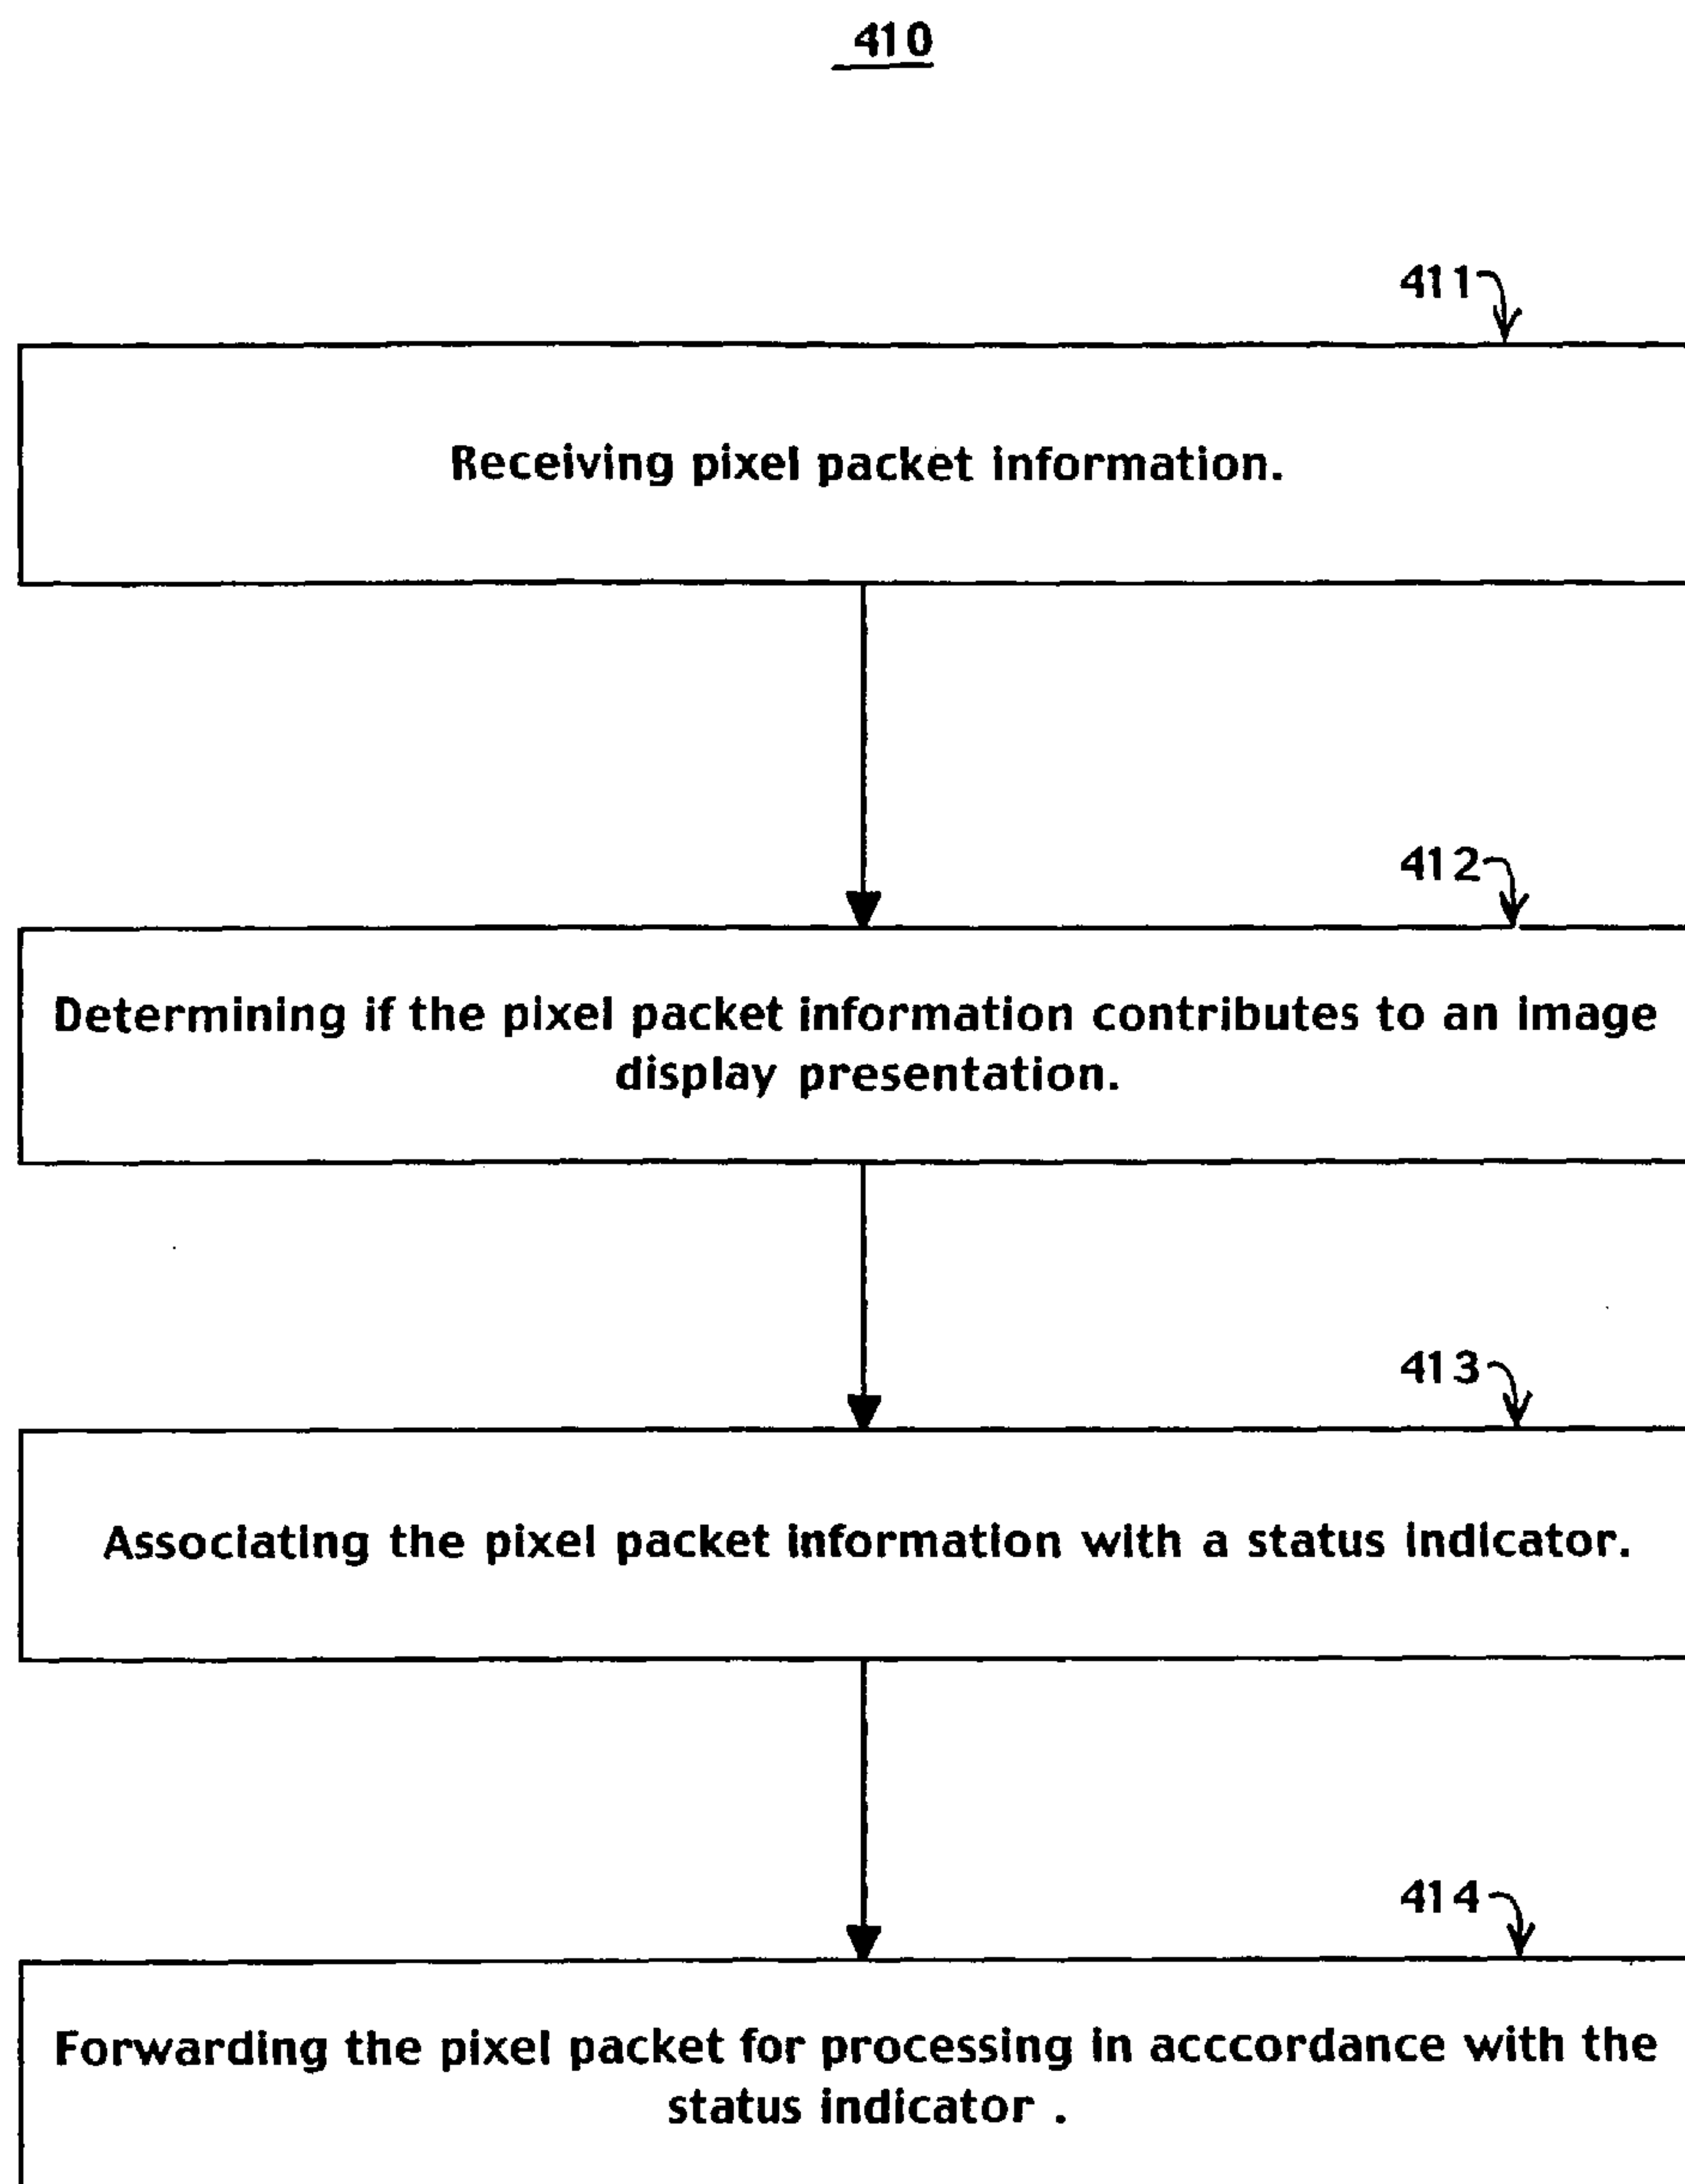 410
411
Receiving pixel packet information.
412
Determining if the pixel packet information contributes to an image
display presentation.
413
Associating the pixel packet information with a status indicator.
414
Forwarding the pixel packet for processing in acccordance with the
status indicator .